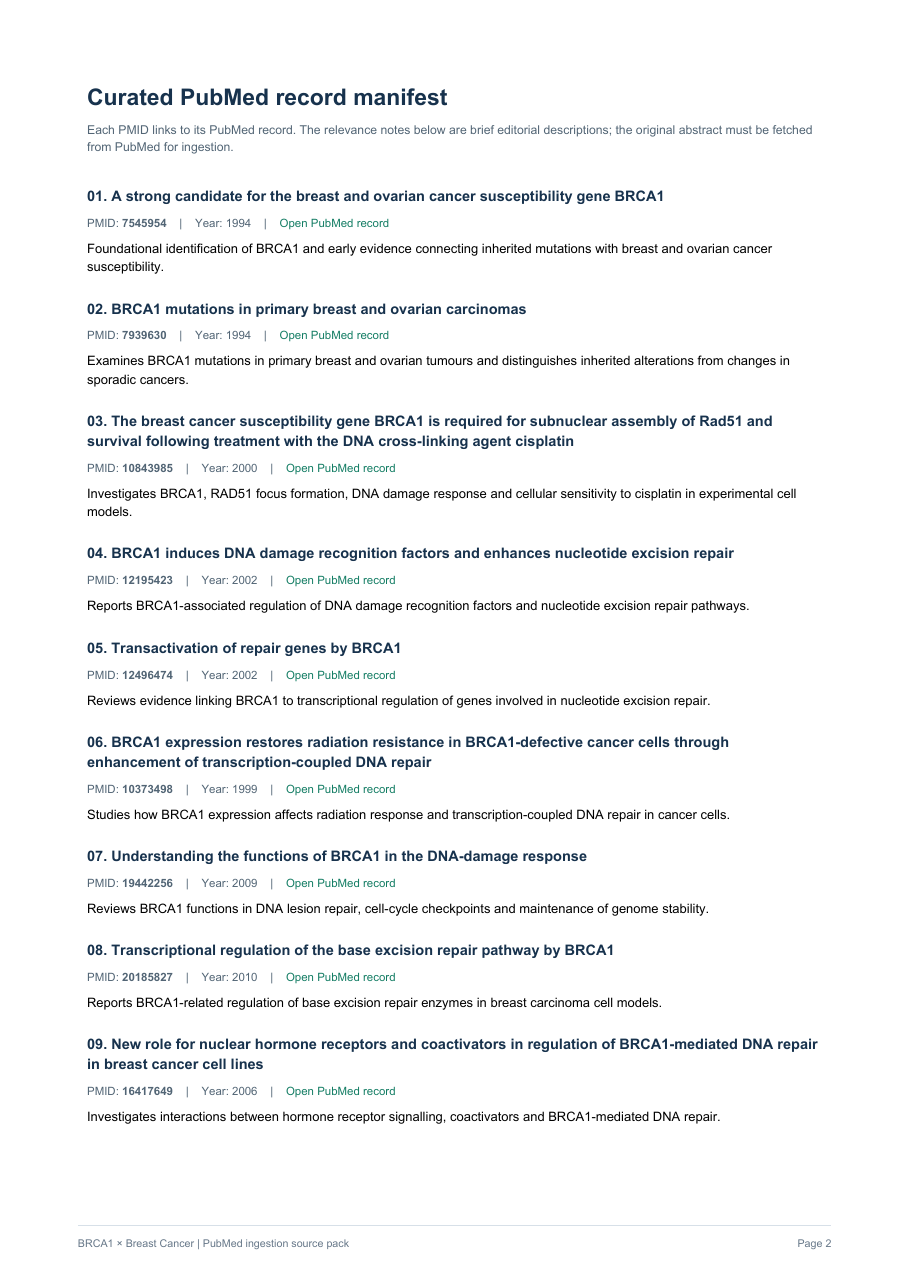 Curated PubMed record manifest
Each PMID links to its PubMed record. The relevance notes below are brief editorial descriptions; the original abstract must be fetched
from PubMed for ingestion.
01. A strong candidate for the breast and ovarian cancer susceptibility gene BRCA1
PMID: 7545954 | Year: 1994 | Open PubMed record
Foundational identification of BRCA1 and early evidence connecting inherited mutations with breast and ovarian cancer
susceptibility.
02. BRCA1 mutations in primary breast and ovarian carcinomas
PMID: 7939630 | Year: 1994 | Open PubMed record
Examines BRCA1 mutations in primary breast and ovarian tumours and distinguishes inherited alterations from changes in
sporadic cancers.
03. The breast cancer susceptibility gene BRCA1 is required for subnuclear assembly of Rad51 and
survival following treatment with the DNA cross-linking agent cisplatin
PMID: 10843985 | Year: 2000 | Open PubMed record
Investigates BRCA1, RAD51 focus formation, DNA damage response and cellular sensitivity to cisplatin in experimental cell
models.
04. BRCA1 induces DNA damage recognition factors and enhances nucleotide excision repair
PMID: 12195423 | Year: 2002 | Open PubMed record
Reports BRCA1-associated regulation of DNA damage recognition factors and nucleotide excision repair pathways.
05. Transactivation of repair genes by BRCA1
PMID: 12496474 | Year: 2002 | Open PubMed record
Reviews evidence linking BRCA1 to transcriptional regulation of genes involved in nucleotide excision repair.
06. BRCA1 expression restores radiation resistance in BRCA1-defective cancer cells through
enhancement of transcription-coupled DNA repair
PMID: 10373498 | Year: 1999 | Open PubMed record
Studies how BRCA1 expression affects radiation response and transcription-coupled DNA repair in cancer cells.
07. Understanding the functions of BRCA1 in the DNA-damage response
PMID: 19442256 | Year: 2009 | Open PubMed record
Reviews BRCA1 functions in DNA lesion repair, cell-cycle checkpoints and maintenance of genome stability.
08. Transcriptional regulation of the base excision repair pathway by BRCA1
PMID: 20185827 | Year: 2010 | Open PubMed record
Reports BRCA1-related regulation of base excision repair enzymes in breast carcinoma cell models.
09. New role for nuclear hormone receptors and coactivators in regulation of BRCA1-mediated DNA repair
in breast cancer cell lines
PMID: 16417649 | Year: 2006 | Open PubMed record
Investigates interactions between hormone receptor signalling, coactivators and BRCA1-mediated DNA repair.
BRCA1 × Breast Cancer | PubMed ingestion source pack
Page 2